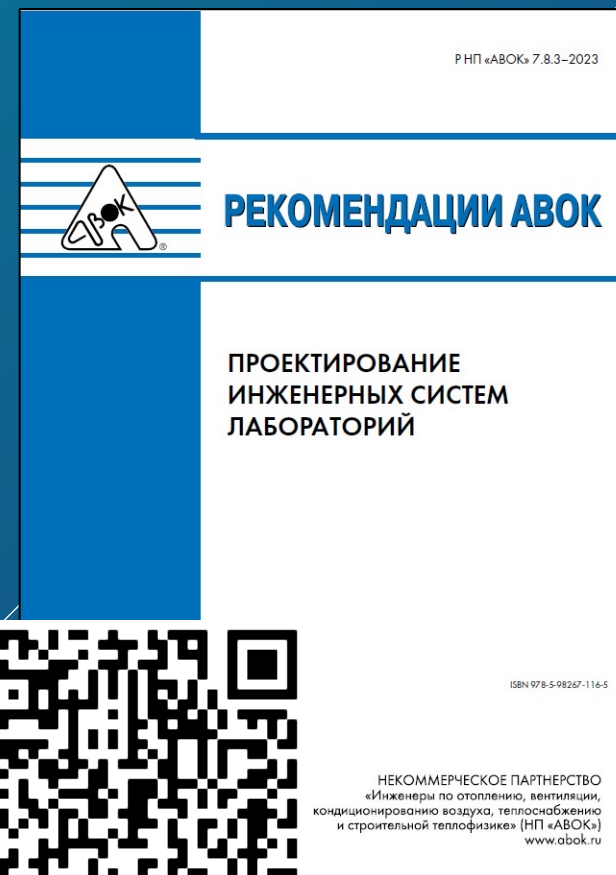 Р НП «АВОК» 7.8.3–2023
АВОК
®
РЕКОМЕНДАЦИИ АВОК
ПРОЕКТИРОВАНИЕ
ИНЖЕНЕРНЫХ СИСТЕМ
ЛАБОРАТОРИЙ
ISBN 978-5-98267-116-5
НЕКОММЕРЧЕСКОЕ ПАРТНЕРСТВО
«Инженеры по отоплению, вентиляции,
кондиционированию воздуха, теплоснабжению
и строительной теплофизике» (НП «АВОК»)
www.abok.ru